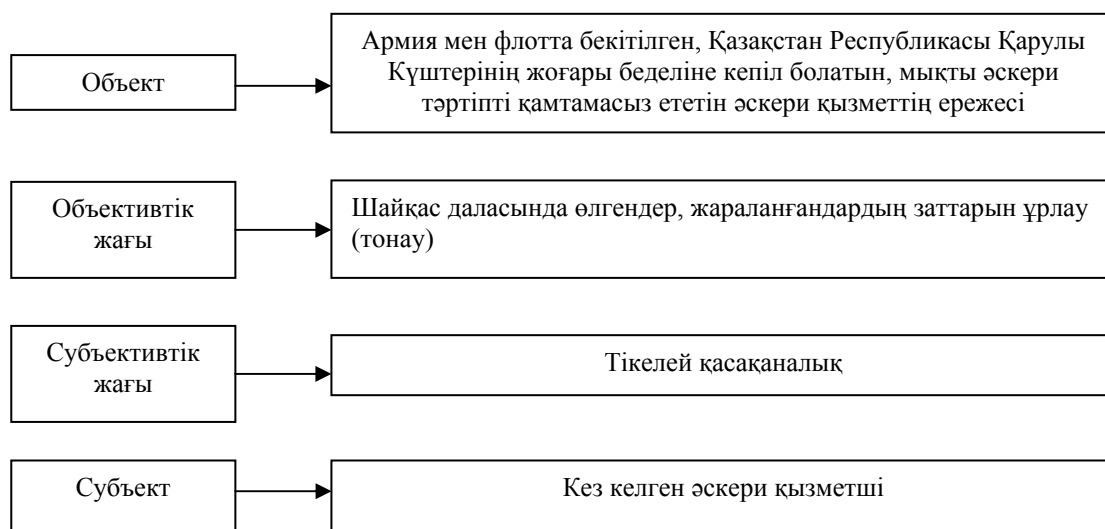 Объект
Армия мен флотта бекітілген, Қазақстан Республикасы Қарулы
Күштерінің жоғары беделіне кепіл болатын, мықты әскери
тәртіпті қамтамасыз ететін әскери қызметтің ережесі
Объективтік
жағы
Шайқас даласында өлгендер, жараланғандардың заттарын ұрлау
(тонау)
Субъективтік
жағы
Тікелей қасақаналық
Субъект
Кез келген әскери қызметші